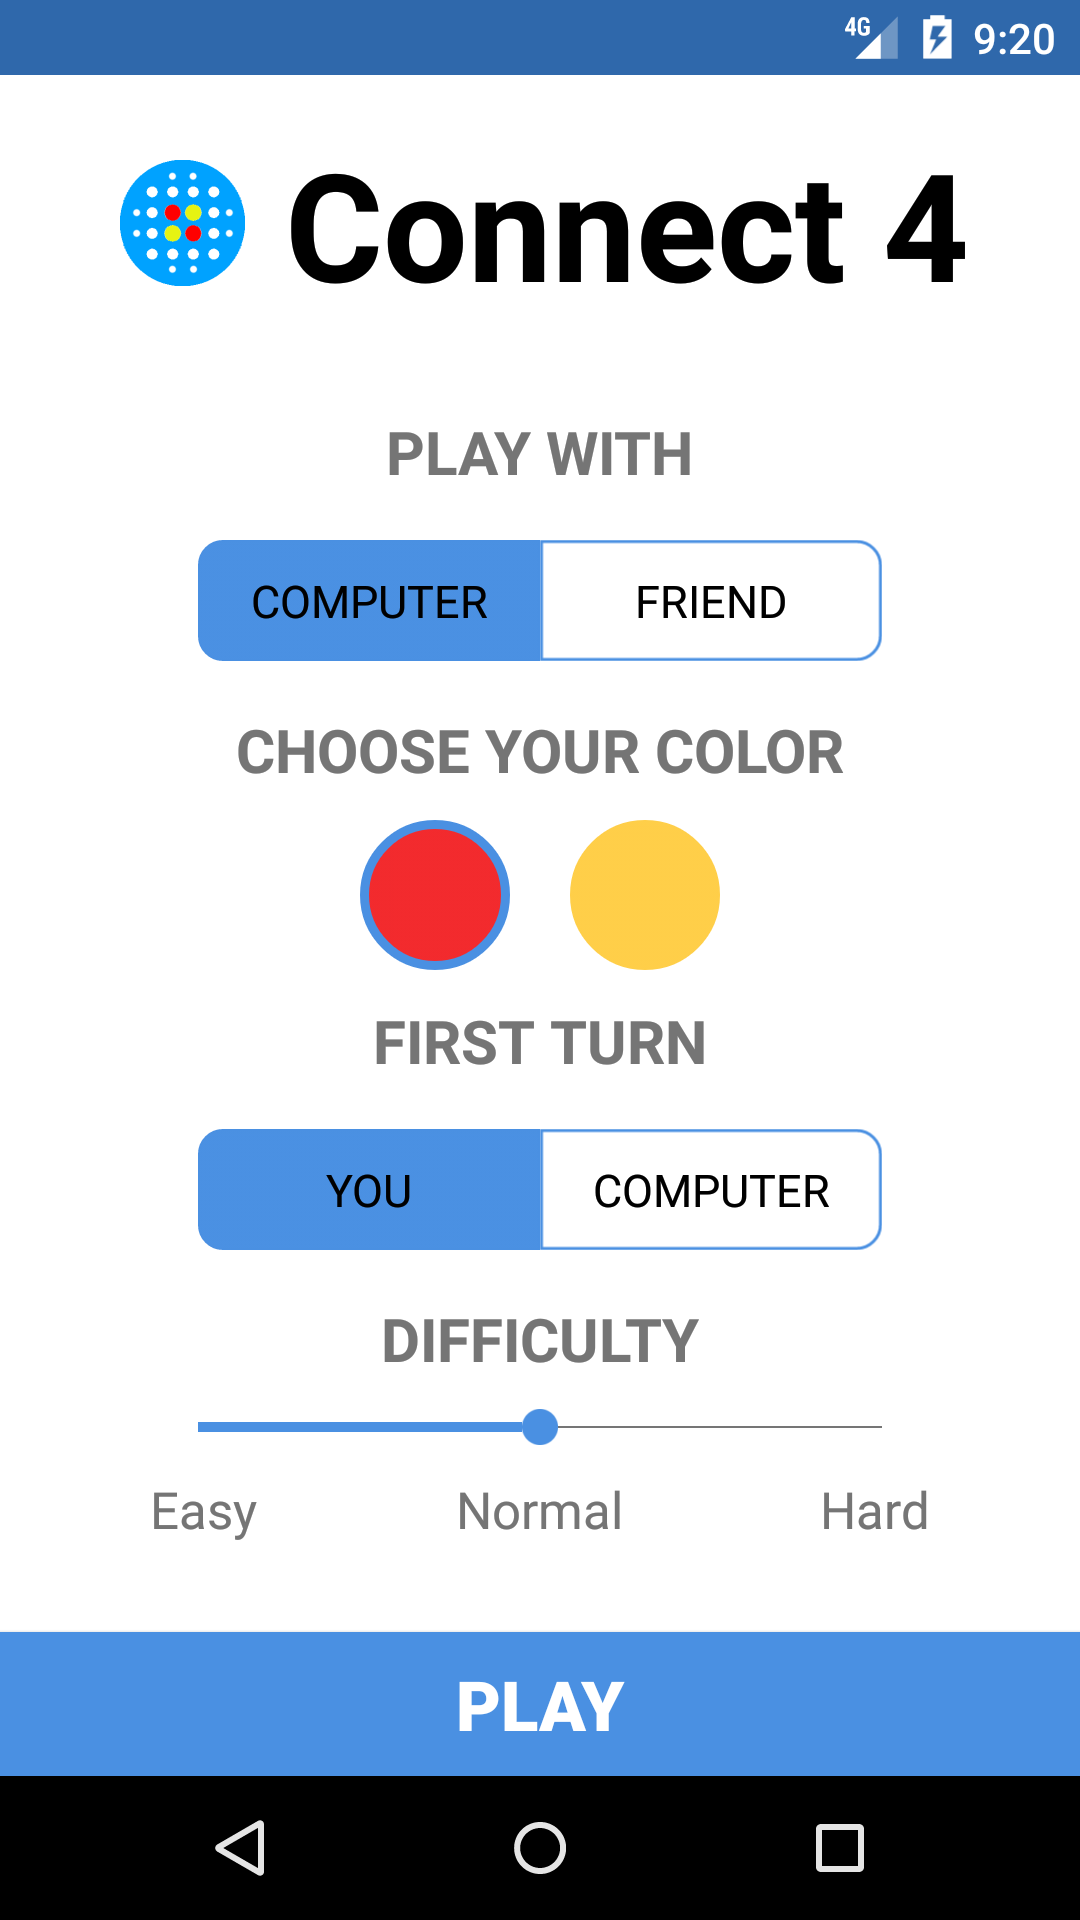 4G 9:20
Connect 4
PLAY WITH
COMPUTER FRIEND
CHOOSE YOUR COLOR
FIRST TURN
YOU COMPUTER
DIFFICULTY
Easy Normal Hard
PLAY